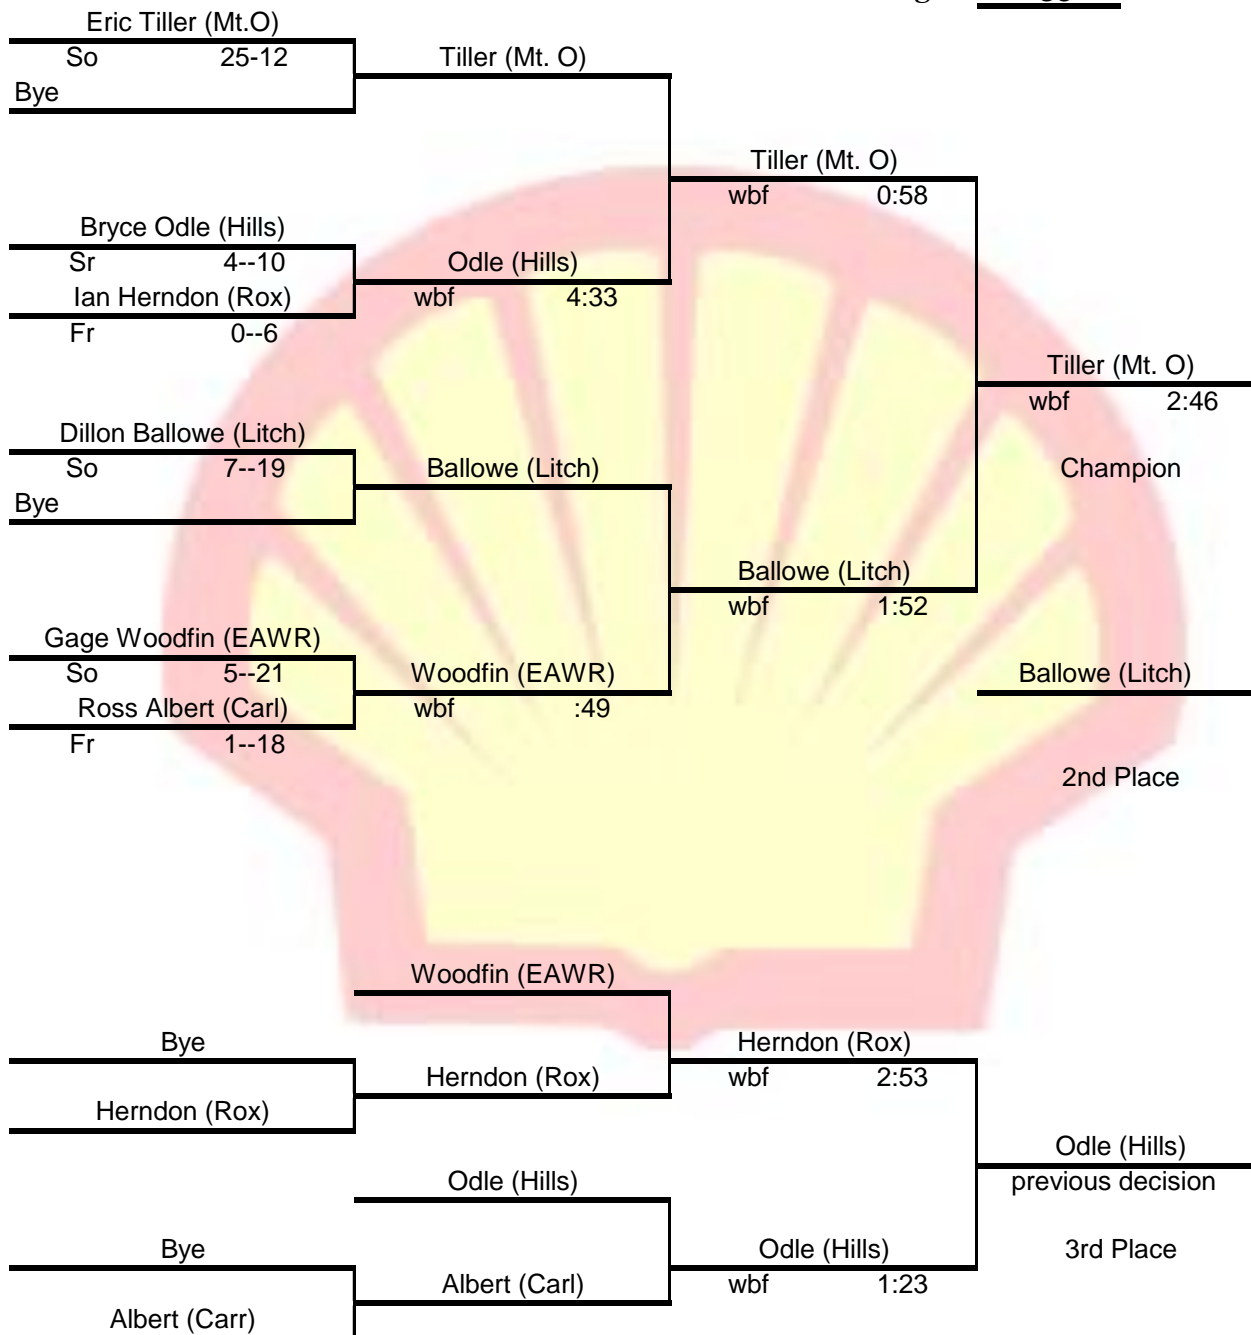 Eric Tiller (Mt.O)
So 25-12
Bye
Tiller (Mt. O)
Tiller (Mt. O)
wbf 0:58
Bryce Odle (Hills)
Sr 4--10
Ian Herndon (Rox)
Fr 0--6
Odle (Hills)
wbf 4:33
Tiller (Mt. O)
wbf 2:46
Champion
Dillon Ballowe (Litch)
So 7--19
Bye
Ballowe (Litch)
Ballowe (Litch)
wbf 1:52
Gage Woodfin (EAWR)
So 5--21
Ross Albert (Carl)
Fr 1--18
Woodfin (EAWR)
wbf :49
Ballowe (Litch)
2nd Place
Woodfin (EAWR)
Bye
Herndon (Rox)
Herndon (Rox)
Herndon (Rox)
wbf 2:53
Odle (Hills)
previous decision
3rd Place
Odle (Hills)
Bye
Albert (Carr)
Albert (Carl)
Odle (Hills)
wbf 1:23